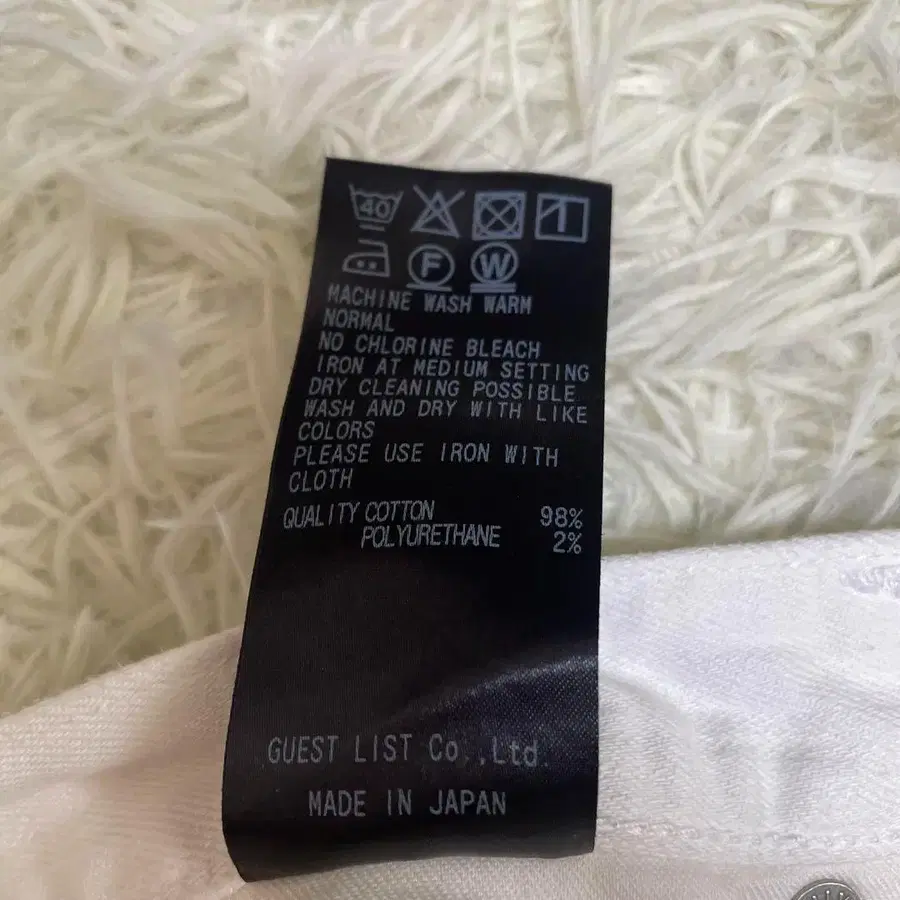 40
F W
MACHINE WASH WARM
NORMAL
NO CHLORINE BLEACH
IRON AT MEDIUM SETTING
DRY CLEANING POSSIBLE
WASH AND DRY WITH LIKE
COLORS
PLEASE USE IRON WITH
CLOTH
QUALITY COTTON 98%
POLYURETHANE 2%
GUEST LIST Co.,Ltd.
MADE IN JAPAN